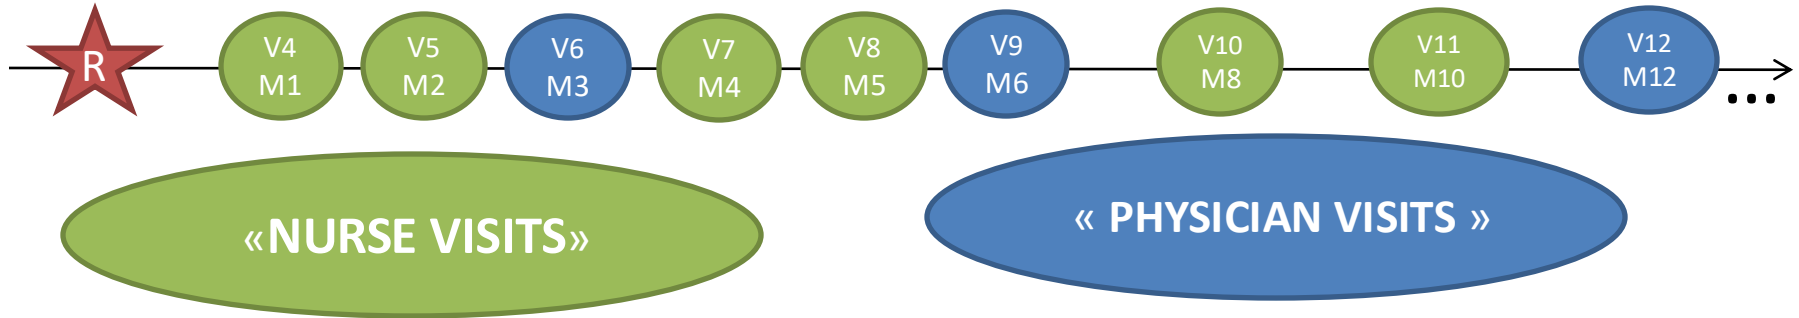 R
V4
M1
V5
M2
V6
M3
V7
M4
V8
M5
V9
M6
V10
M8
V11
M10
V12
M12
...
«NURSE VISITS»
« PHYSICIAN VISITS »